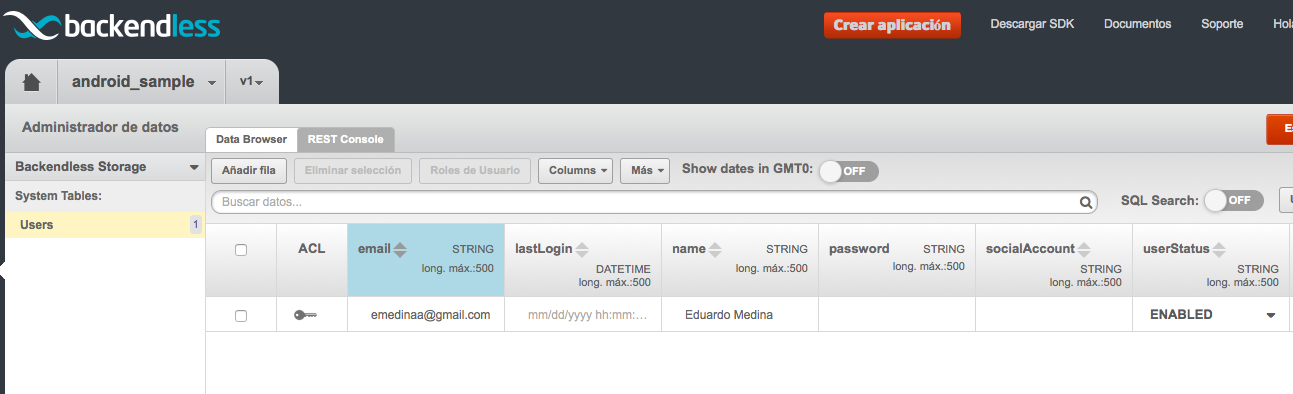 backendless
Crear aplicación Descargar SDK Documentos Soporte
android_sample v1
Administrador de datos
Data Browser REST Console
Backendless Storage
Añadir fila Eliminar selección Roles de Usuario Columns Más Show dates in GMT0: OFF
System Tables:
Buscar datos... SQL Search: OFF
Users 1
ACL email STRING lastLogin name STRING password STRING socialAccount userStatus
long. máx.:500 DATETIME long. máx.:500 long. máx.:500 STRING STRING
long. máx.:500 long. máx.:500 long. máx.:500
emedinaa@gmail.com mm/dd/yyyy hh:mm:... Eduardo Medina ENABLED